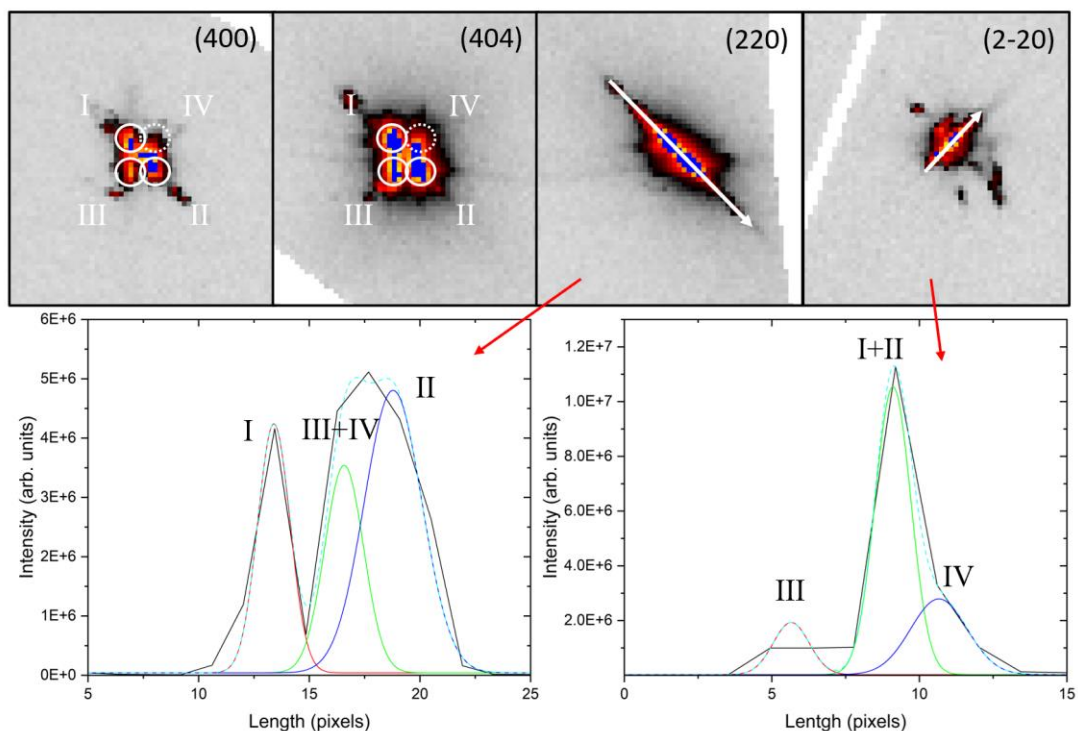 (400)
I
IV
III
II
(404)
I
IV
III
II
(220)
(2-20)
6E+6
5E+6
4E+6
3E+6
2E+6
1E+6
0E+0
Intensity (arb. units)
I
III+IV
II
5
10
15
20
25
Length (pixels)
1.2E+7
1.0E+7
8.0E+6
6.0E+6
4.0E+6
2.0E+6
Intensity (arb. units)
I+II
III
IV
0
5
10
15
Lentgh (pixels)